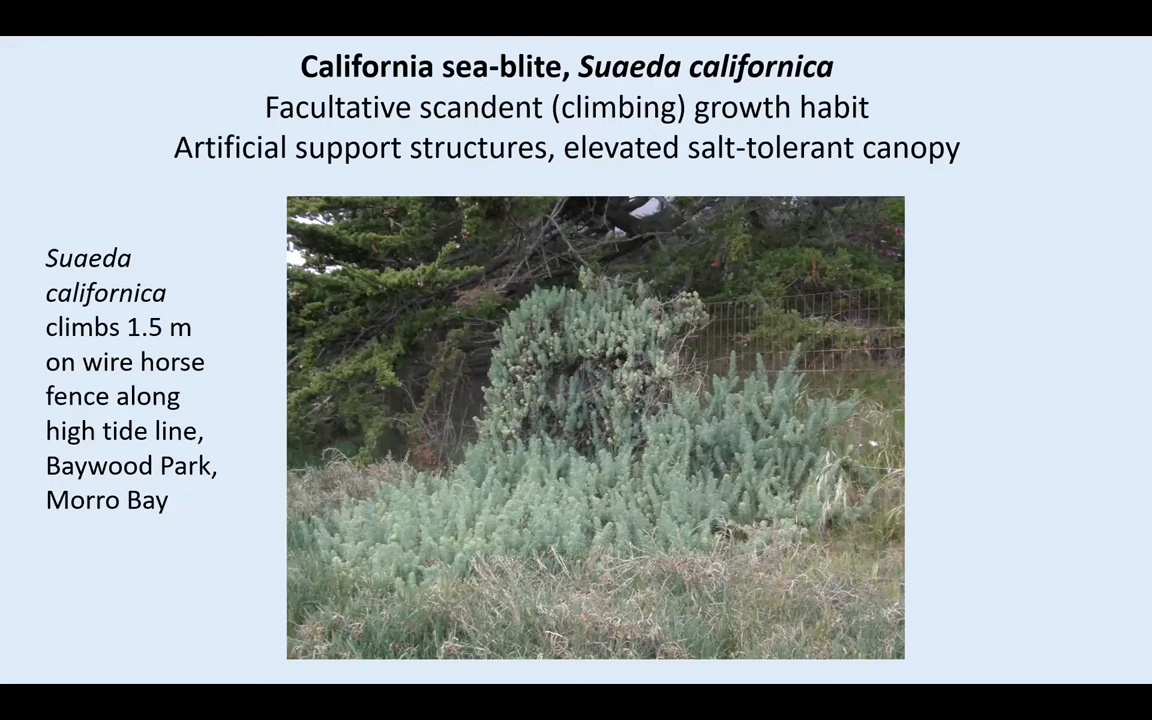 California sea-blite, Suaeda californica
Facultative scandent (climbing) growth habit
Artificial support structures, elevated salt-tolerant canopy
Suaeda
californica
climbs 1.5 m
on wire horse
fence along
high tide line,
Baywood Park,
Morro Bay